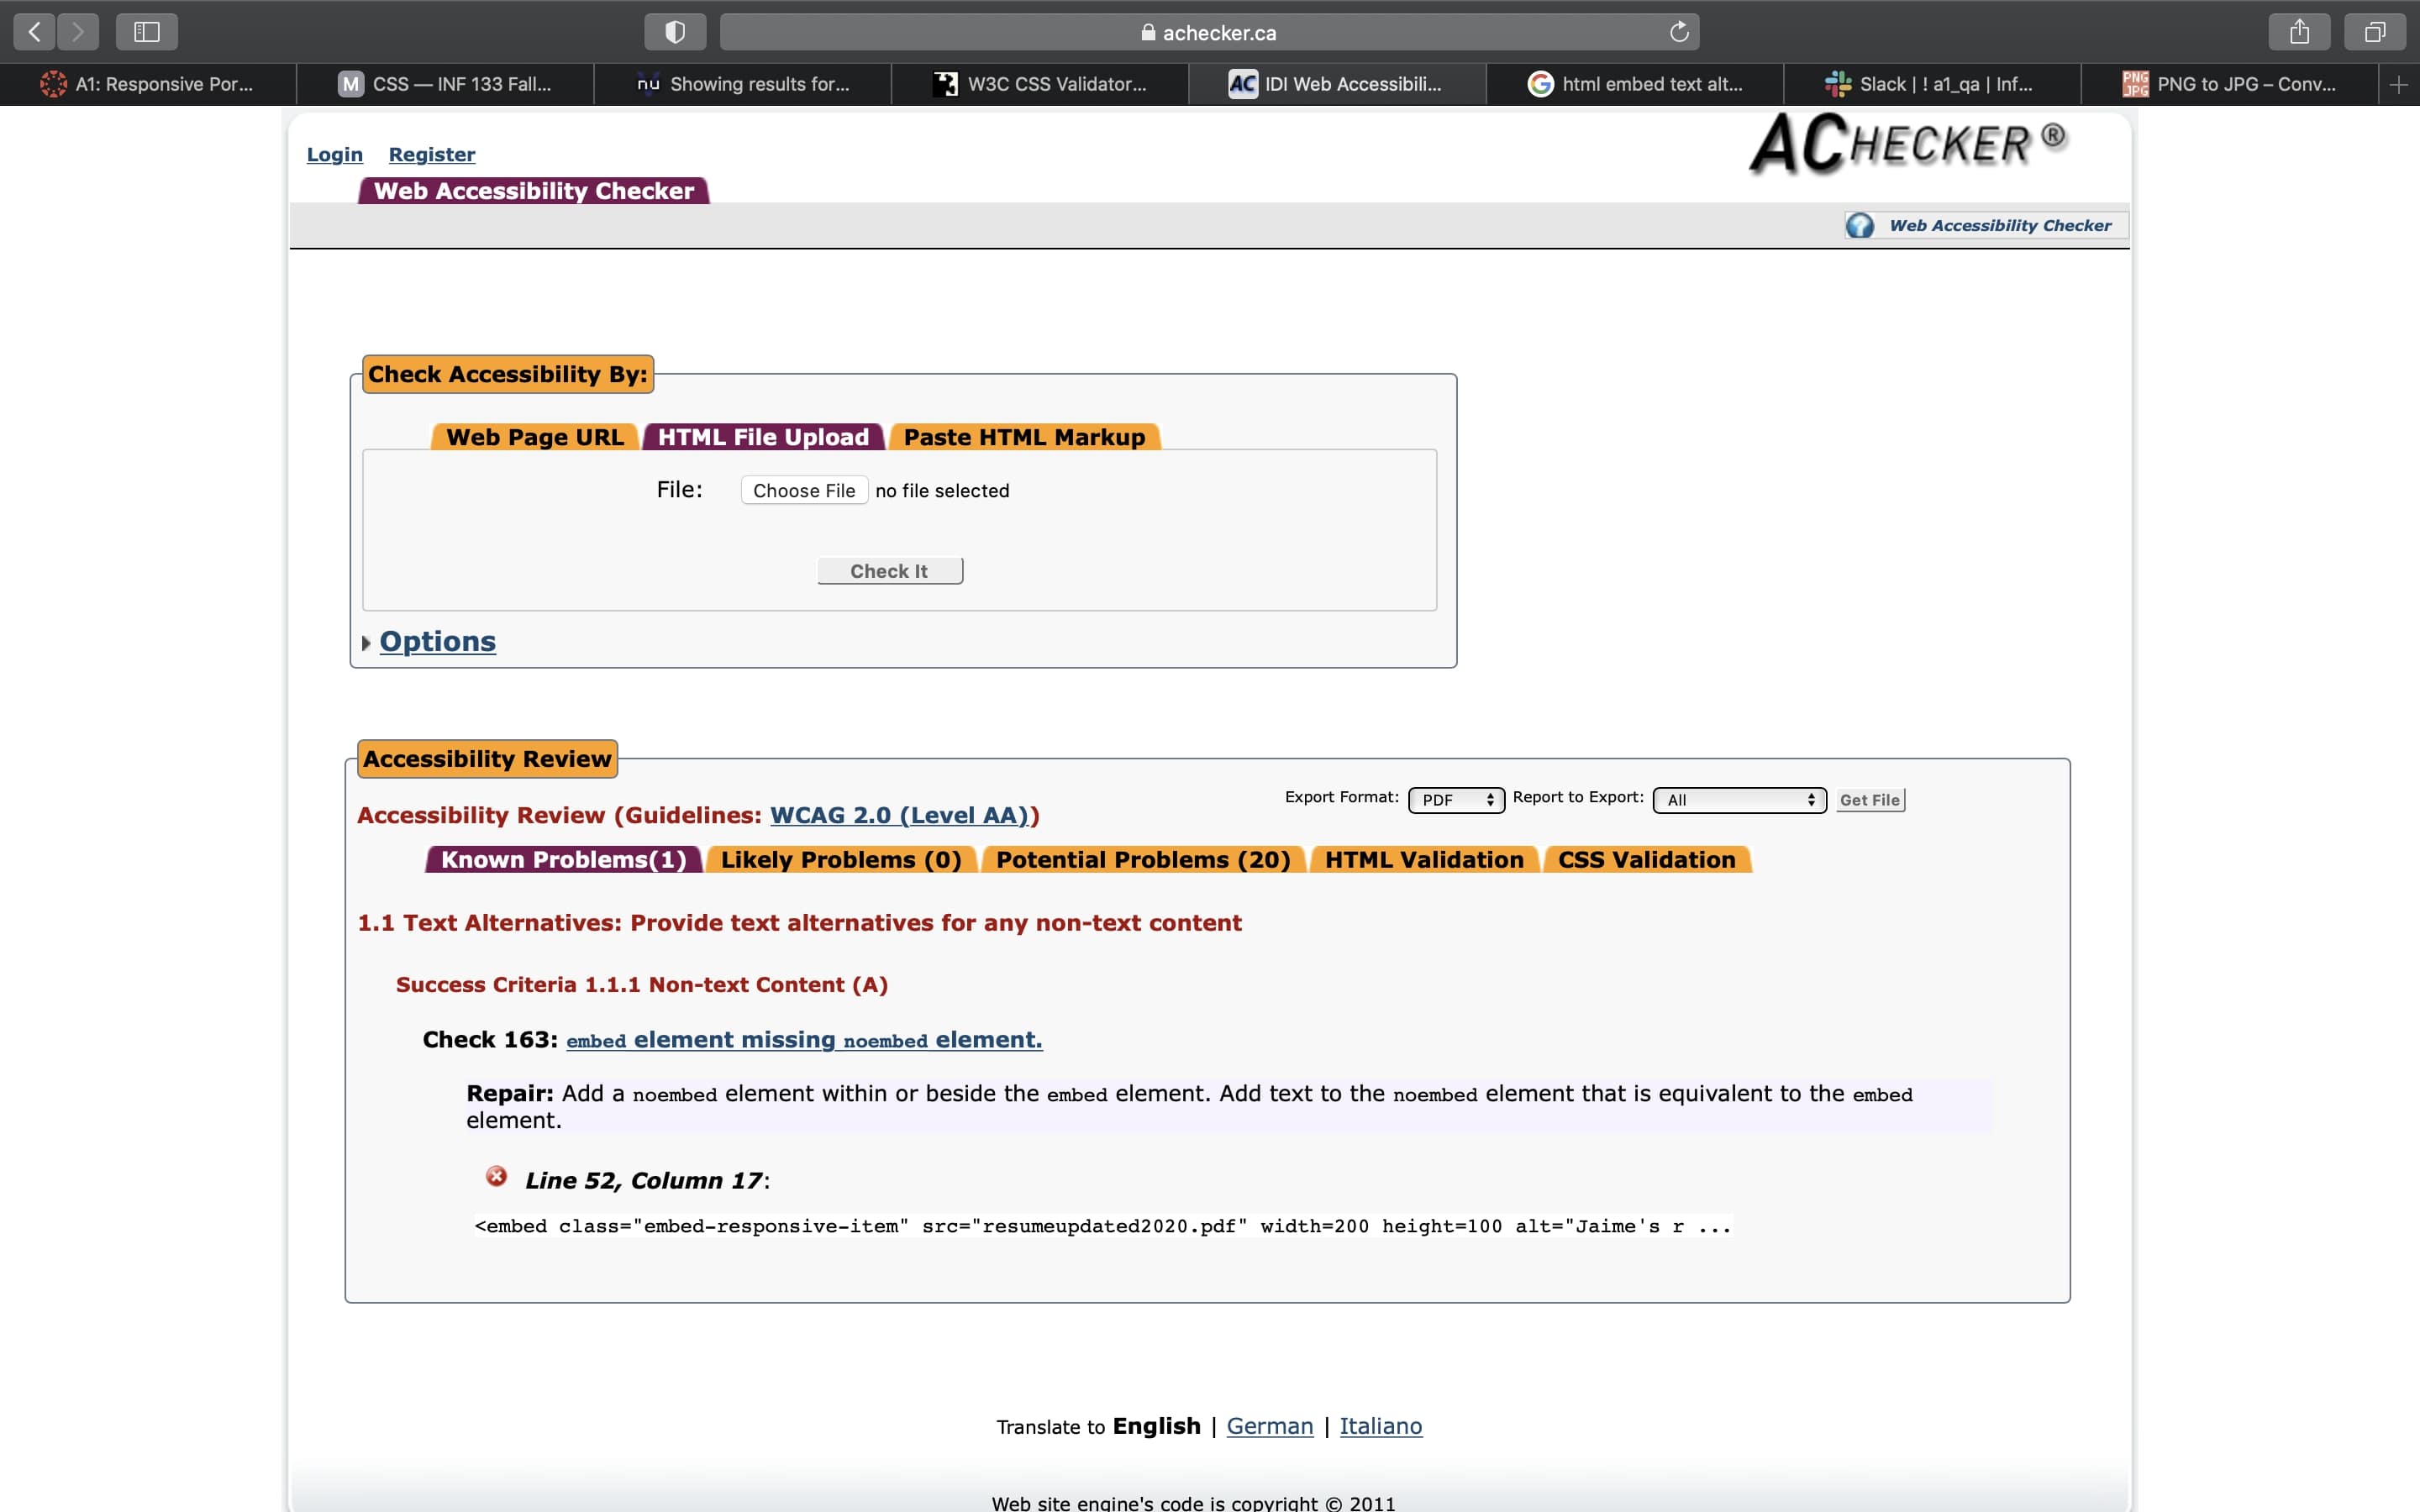 achecker.ca
A1: Responsive Por...
M CSS — INF 133 Fall...
nu Showing results for...
W3C CSS Validator...
AC IDI Web Accessibili...
G html embed text alt...
Slack | ! a1_qa | Inf...
PNG JPG PNG to JPG – Conv...
Login Register
ACHECKER ®
Web Accessibility Checker
Web Accessibility Checker
Check Accessibility By:
Web Page URL HTML File Upload Paste HTML Markup
File: Choose File no file selected
Check It
Options
Accessibility Review
Export Format: PDF Report to Export: All Get File
Accessibility Review (Guidelines: WCAG 2.0 (Level AA))
Known Problems(1) Likely Problems (0) Potential Problems (20) HTML Validation CSS Validation
1.1 Text Alternatives: Provide text alternatives for any non-text content
Success Criteria 1.1.1 Non-text Content (A)
Check 163: embed element missing noembed element.
Repair: Add a noembed element within or beside the embed element. Add text to the noembed element that is equivalent to the embed
element.
Line 52, Column 17:
<embed class="embed-responsive-item" src="resumeupdated2020.pdf" width=200 height=100 alt="Jaime's r ...
Translate to English | German | Italiano
Web site engine's code is copyright © 2011